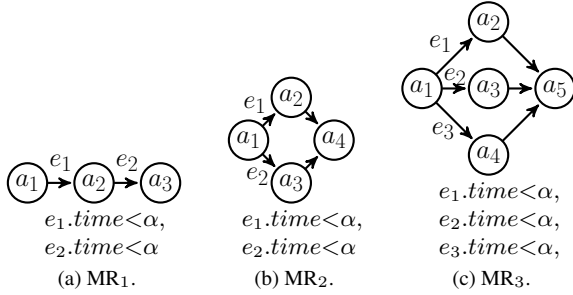 a₁ e₁ a₂ e₂ a₃
e₁.time<α,
e₂.time<α
(a) MR₁.
a₂
e₁
a₁ a₄
e₂
a₃
e₁.time<α,
e₂.time<α
(b) MR₂.
a₂
e₁
a₁ e₂ a₃ a₅
e₃
a₄
e₁.time<α,
e₂.time<α,
e₃.time<α,
(c) MR₃.